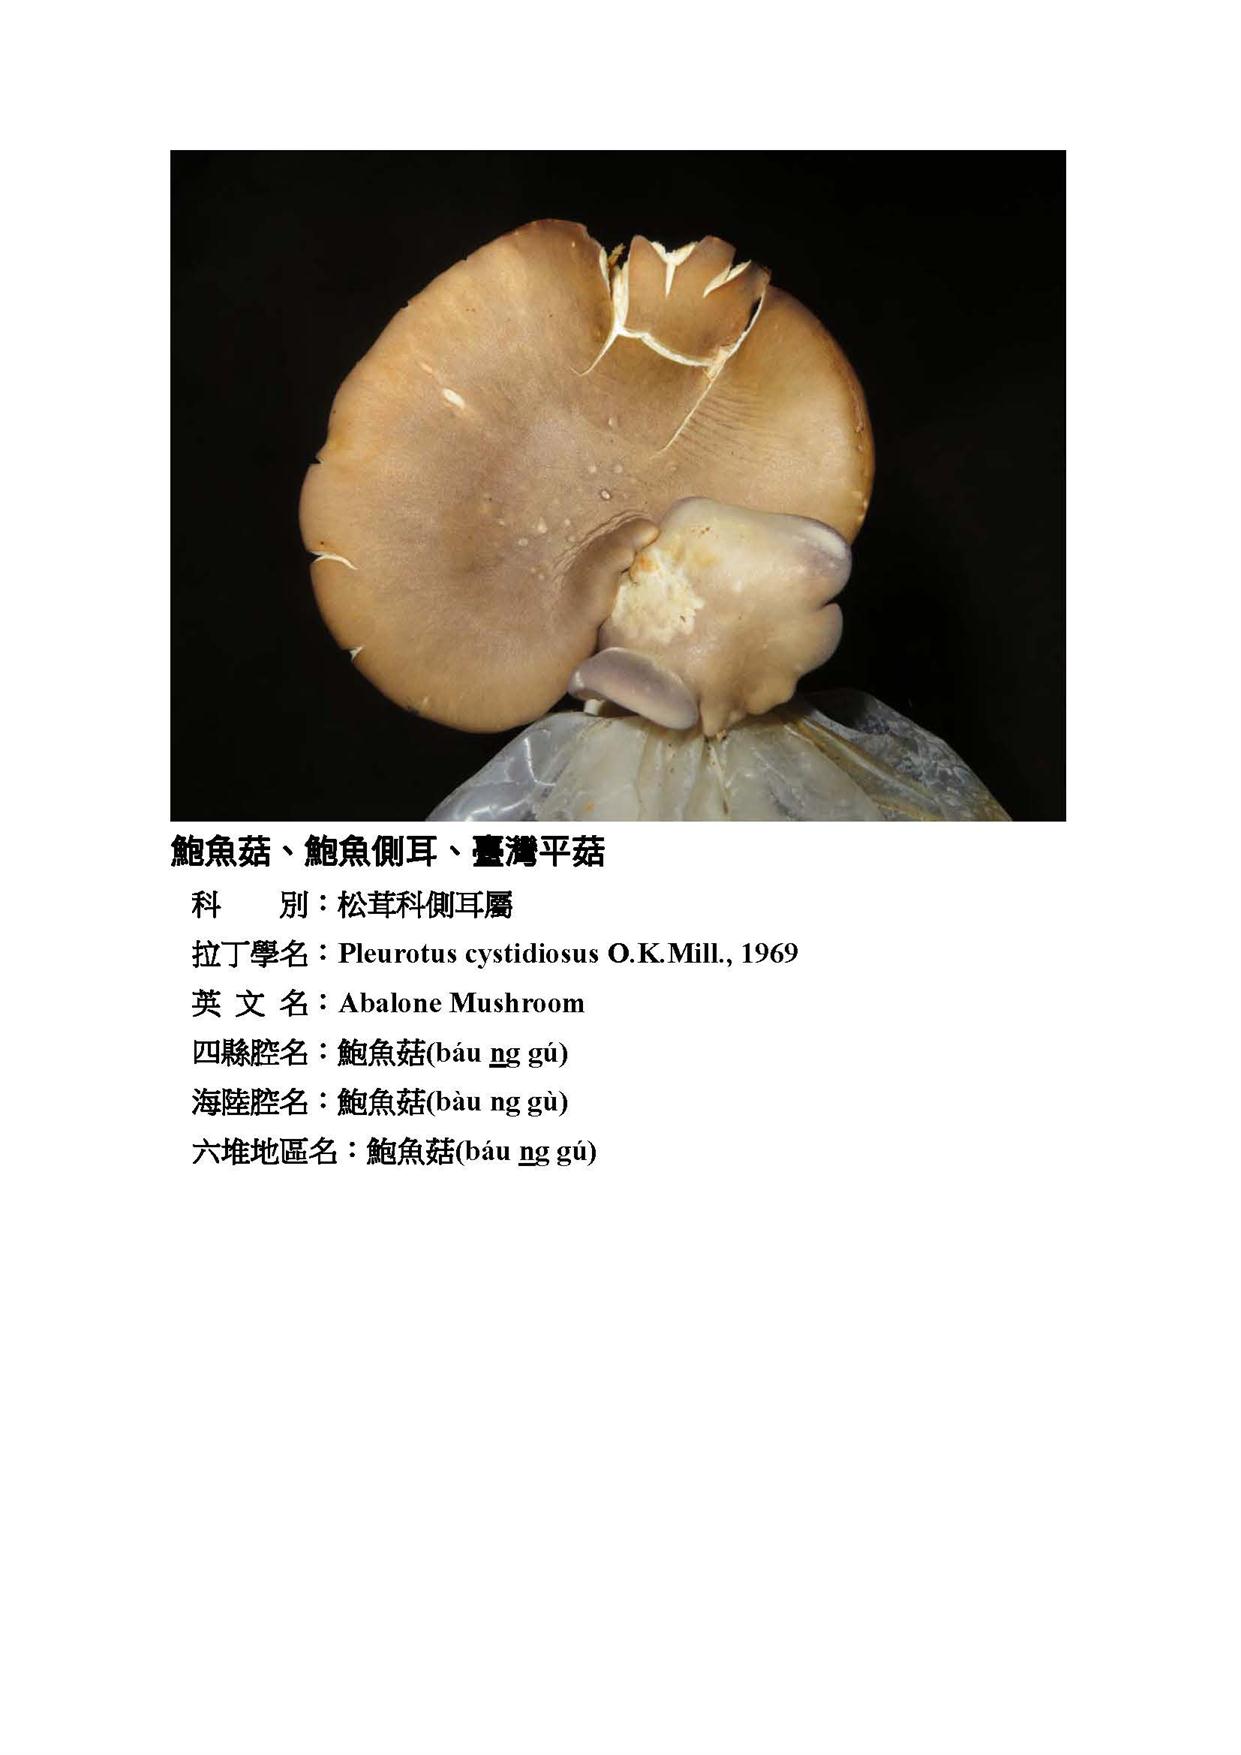 鮑魚菇、鮑魚側耳、臺灣平菇
科　　別：松茸科側耳屬
拉丁學名：Pleurotus cystidiosus O.K.Mill., 1969
英 文 名：Abalone Mushroom
四縣腔名：鮑魚菇(báu ng gú)
海陸腔名：鮑魚菇(bàu ng gù)
六堆地區名：鮑魚菇(báu ng gú)